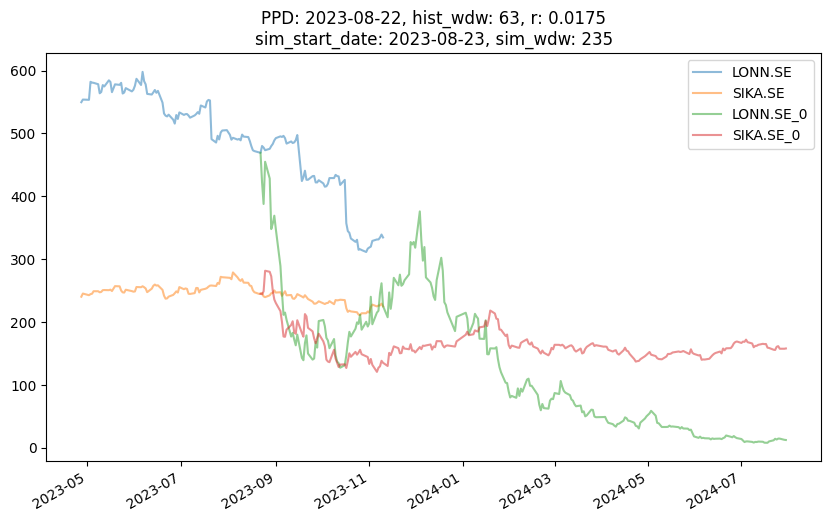 PPD: 2023-08-22, hist_wdw: 63, r: 0.0175
sim_start_date: 2023-08-23, sim_wdw: 235
LONN.SE
SIKA.SE
LONN.SE_0
SIKA.SE_0
600
500
400
300
200
100
0
2023-05
2023-07
2023-09
2023-11
2024-01
2024-03
2024-05
2024-07